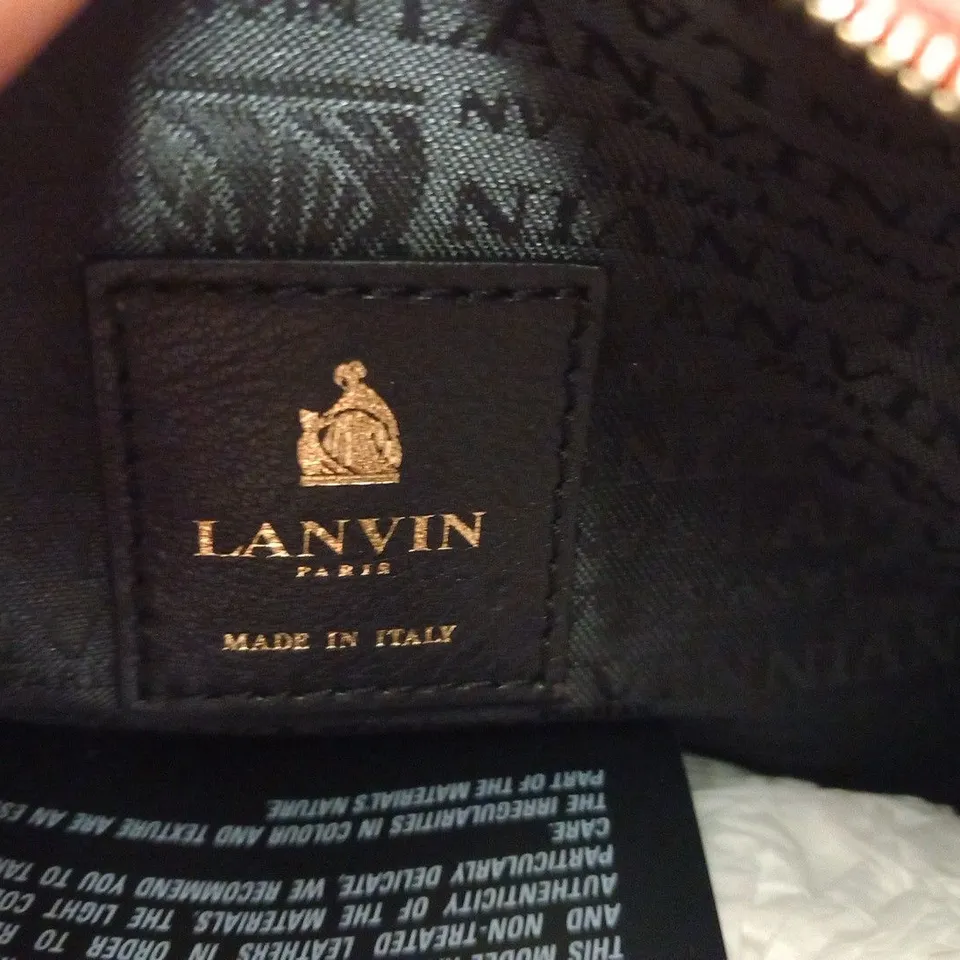 LANVIN
PARIS
MADE IN ITALY
THIS MODEL
AND NON-TREATED LEATHERS IN ORDER TO
AUTHENTICITY OF THE MATERIALS. THE LIGHT
PARTICULARLY DELICATE, WE RECOMMEND YOU TO
CARE.
THE IRREGULARITIES IN COLOUR AND TEXTURE ARE AN
PART OF THE MATERIAL'S NATURE.